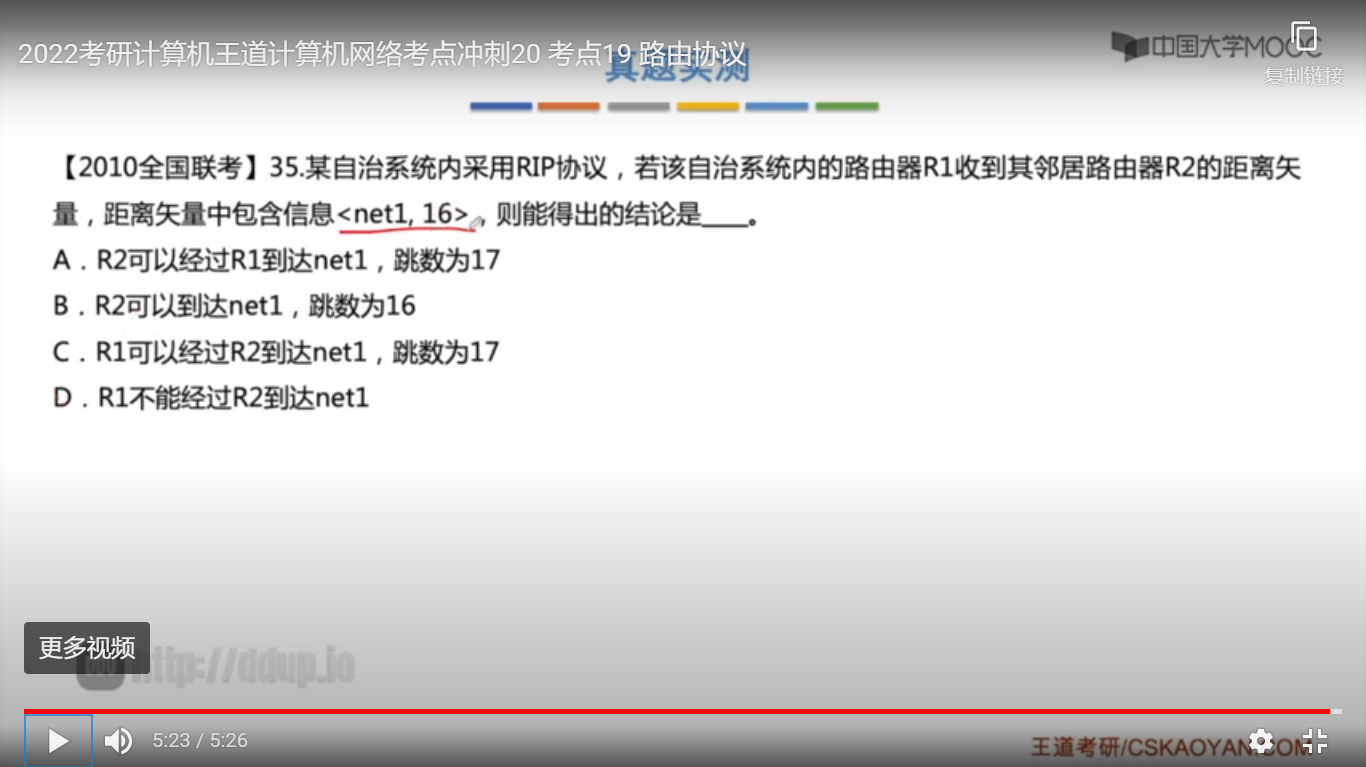 2022考研计算机王道计算机网络考点冲刺20 考点19 路由协议
真题实测
中国大学MOOC
复制链接
【2010全国联考】35.某自治系统内采用RIP协议，若该自治系统内的路由器R1收到其邻居路由器R2的距离矢
量，距离矢量中包含信息<net1, 16>，则能得出的结论是____。
A．R2可以经过R1到达net1，跳数为17
B．R2可以到达net1，跳数为16
C．R1可以经过R2到达net1，跳数为17
D．R1不能经过R2到达net1
更多视频
http://ddup.io
5:23 / 5:26
王道考研/CSKAOYAN.COM